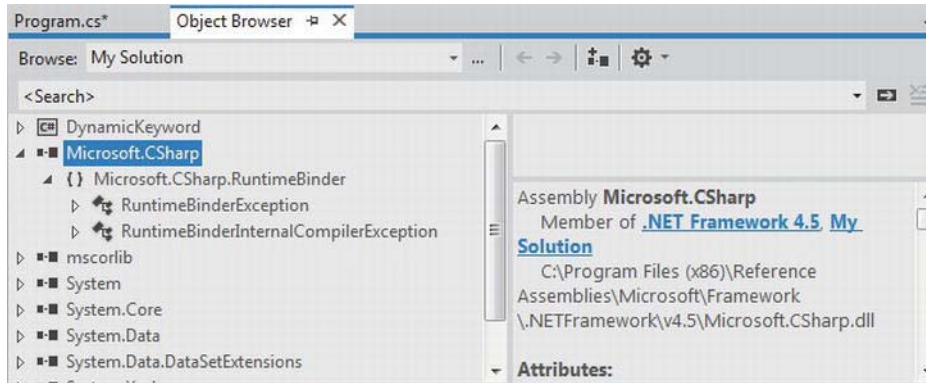 Program.cs*
Object Browser
Browse: My Solution
...
<Search>
C# DynamicKeyword
Microsoft.CSharp
{ } Microsoft.CSharp.RuntimeBinder
RuntimeBinderException
RuntimeBinderInternalCompilerException
mscorlib
System
System.Core
System.Data
System.Data.DataSetExtensions
Assembly Microsoft.CSharp
Member of .NET Framework 4.5, My
Solution
C:\Program Files (x86)\Reference
Assemblies\Microsoft\Framework
\.NETFramework\v4.5\Microsoft.CSharp.dll
Attributes: